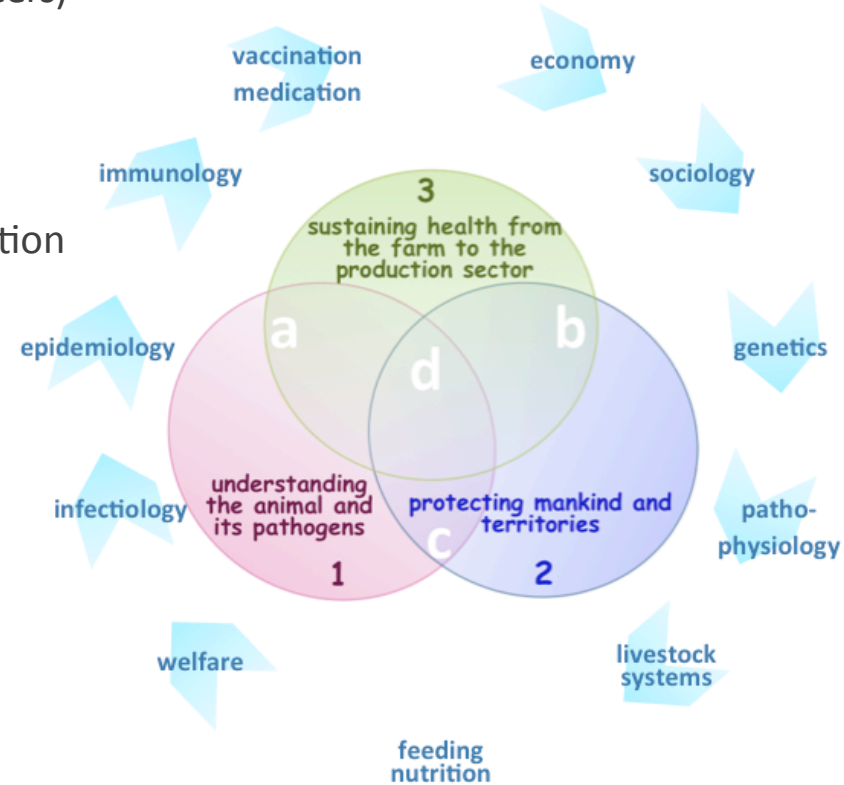 vaccination
medication
economy
immunology
sociology
3
sustaining health from
the farm to the
production sector
tion
a
b
d
epidemiology
genetics
understanding
the animal and
its pathogens
protecting mankind and
territories
infectiology
patho-
physiology
c
1
2
welfare
livestock
systems
feeding
nutrition